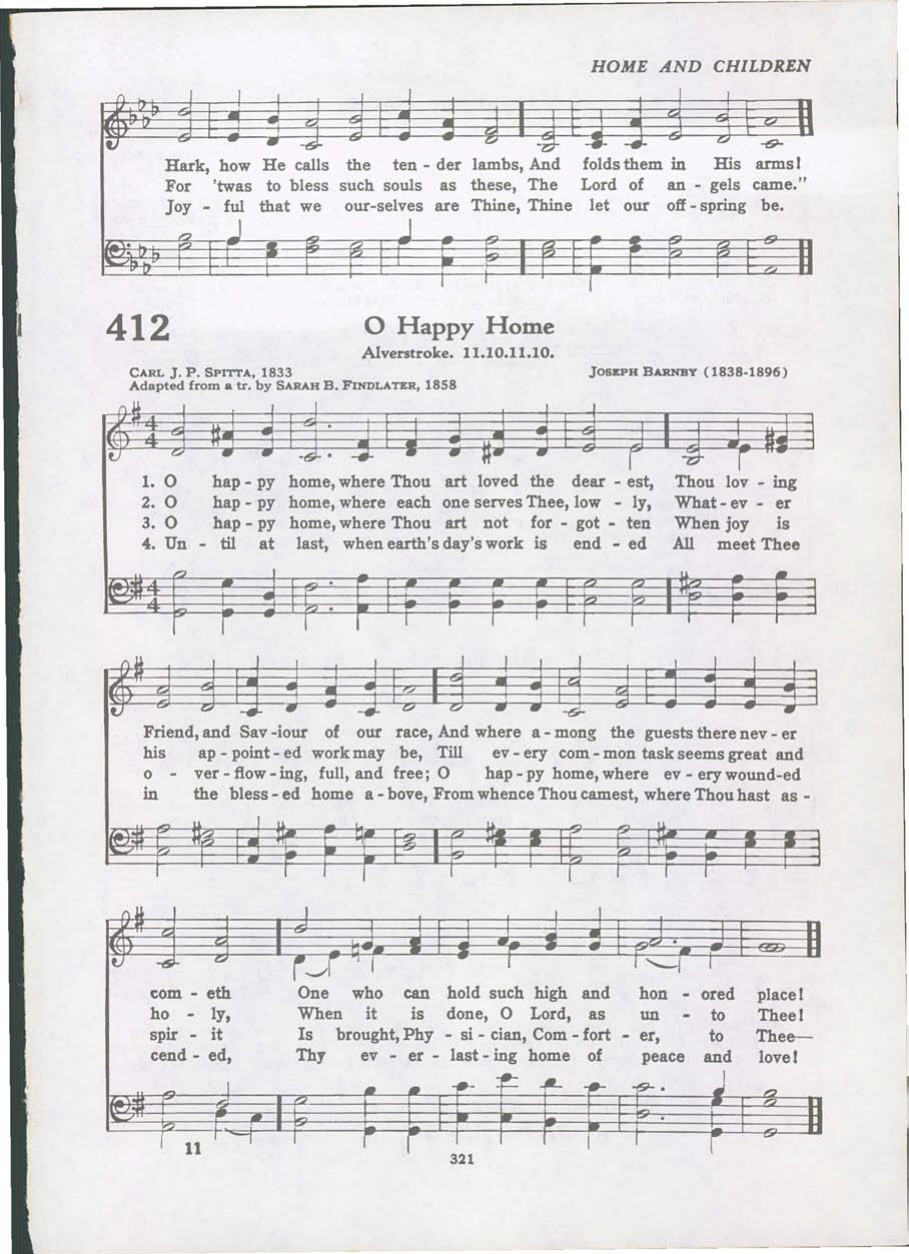 HOME AND CHILDREN
Hark, how He calls the ten - der lambs, And folds them in His arms!
For 'twas to bless such souls as these, The Lord of an - gels came."
Joy - ful that we our-selves are Thine, Thine let our off-spring be.
412 O Happy Home
Alverstroke. 11.10.11.10.
CARL J. P. SPITTA, 1833 JOSEPH BARNBY (1838-1896)
Adapted from a tr. by SARAH B. FINDLATER, 1858
4 4
1. O hap - py home, where Thou art loved the dear - est, Thou lov - ing
2. O hap - py home, where each one serves Thee, low - ly, What - ev - er
3. O hap - py home, where Thou art not for - got - ten When joy is
4. Un - til at last, when earth's day's work is end - ed All meet Thee
4 4
Friend, and Sav -iour of our race, And where a - mong the guests there nev - er
his ap - point - ed work may be, Till ev - ery com - mon task seems great and
o - ver - flow - ing, full, and free; O hap - py home, where ev - ery wound-ed
in the bless - ed home a - bove, From whence Thou camest, where Thou hast as -
com - eth One who can hold such high and hon - ored place!
ho - ly, When it is done, O Lord, as un - to Thee!
spir - it Is brought, Phy - si - cian, Com - fort - er, to Thee—
cend - ed, Thy ev - er - last - ing home of peace and love!
11
321